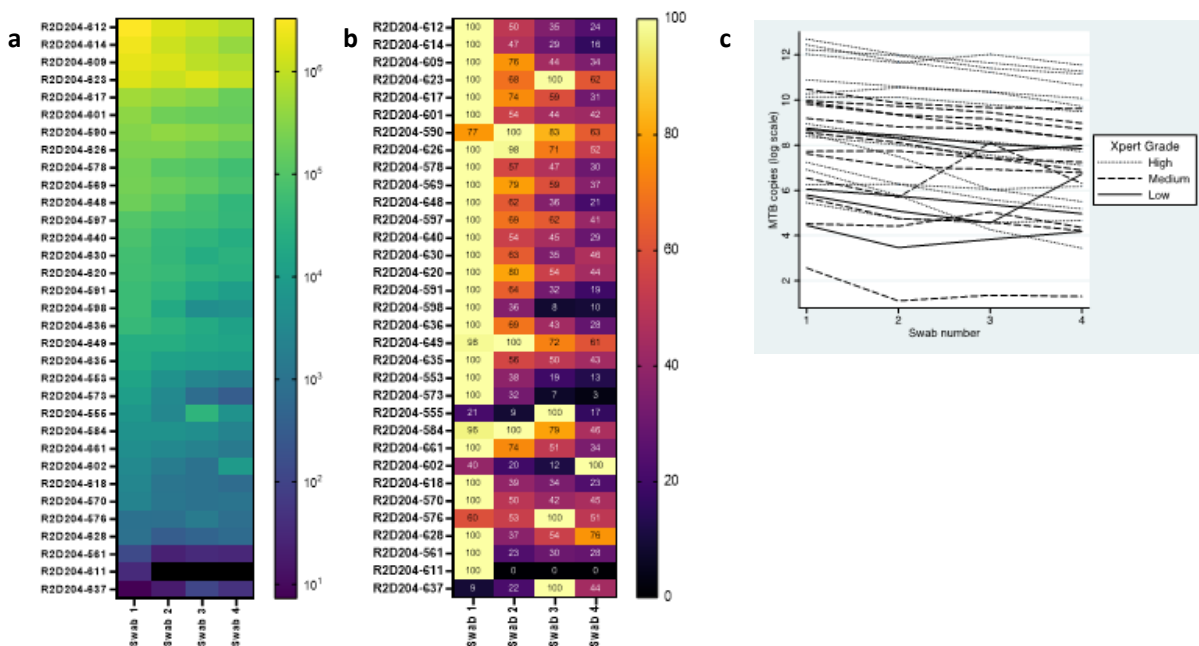 a
R2D204-612
R2D204-614
R2D204-609
R2D204-623
R2D204-617
R2D204-601
R2D204-590
R2D204-626
R2D204-578
R2D204-569
R2D204-648
R2D204-597
R2D204-640
R2D204-630
R2D204-620
R2D204-591
R2D204-598
R2D204-636
R2D204-649
R2D204-635
R2D204-553
R2D204-573
R2D204-555
R2D204-584
R2D204-661
R2D204-602
R2D204-618
R2D204-570
R2D204-576
R2D204-628
R2D204-561
R2D204-611
R2D204-637
Swab 1 Swab 2 Swab 3 Swab 4
10⁶
10⁵
10⁴
10³
10²
10¹
b
R2D204-612 100 50 35 24
R2D204-614 100 47 29 16
R2D204-609 100 76 44 34
R2D204-623 100 68 100 62
R2D204-617 100 74 59 31
R2D204-601 100 54 44 42
R2D204-590 77 100 83 63
R2D204-626 100 98 71 52
R2D204-578 100 57 47 30
R2D204-569 100 79 59 37
R2D204-648 100 62 36 21
R2D204-597 100 69 62 41
R2D204-640 100 54 45 29
R2D204-630 100 63 35 46
R2D204-620 100 80 54 44
R2D204-591 100 64 32 19
R2D204-598 100 36 8 10
R2D204-636 100 69 43 28
R2D204-649 96 100 72 61
R2D204-635 100 56 50 43
R2D204-553 100 38 19 13
R2D204-573 100 32 7 3
R2D204-555 21 9 100 17
R2D204-584 96 100 79 46
R2D204-661 100 74 51 34
R2D204-602 40 20 12 100
R2D204-618 100 39 34 23
R2D204-570 100 50 42 45
R2D204-576 60 53 100 51
R2D204-628 100 37 54 76
R2D204-561 100 23 30 28
R2D204-611 100 0 0 0
R2D204-637 9 22 100 44
Swab 1 Swab 2 Swab 3 Swab 4
100
80
60
40
20
0
c
MTB copies (log scale)
12
10
8
6
4
2
1 2 3 4
Swab number
Xpert Grade
High
Medium
Low